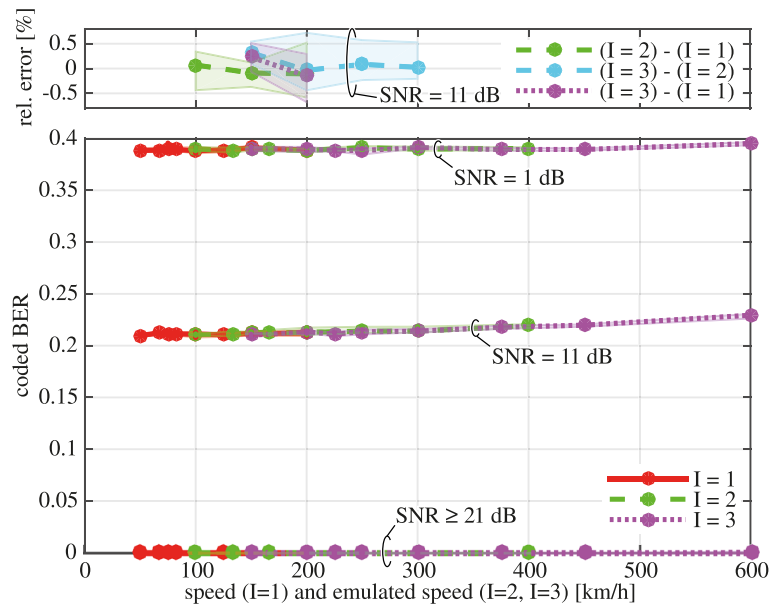 rel. error [%]
0.5
0
-0.5
(I = 2) - (I = 1)
(I = 3) - (I = 2)
(I = 3) - (I = 1)
SNR = 11 dB
coded BER
0.4
0.35
0.3
0.25
0.2
0.15
0.1
0.05
0
SNR = 1 dB
SNR = 11 dB
SNR ≥ 21 dB
I = 1
I = 2
I = 3
0 100 200 300 400 500 600
speed (I=1) and emulated speed (I=2, I=3) [km/h]